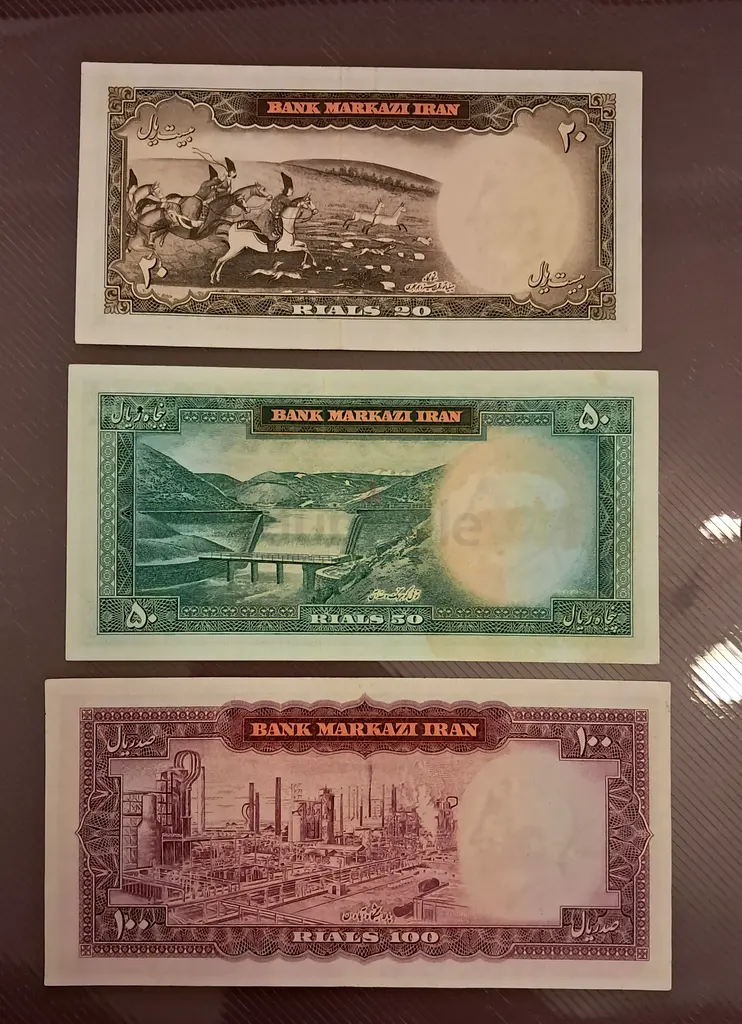 BANK MARKAZI IRAN
بیست ریال
۲۰
۲۰
بیست ریال
RIALS 20
BANK MARKAZI IRAN
پنجاه ریال
۵۰
۵۰
پنجاه ریال
RIALS 50
BANK MARKAZI IRAN
صد ریال
۱۰۰
۱۰۰
صد ریال
RIALS 100